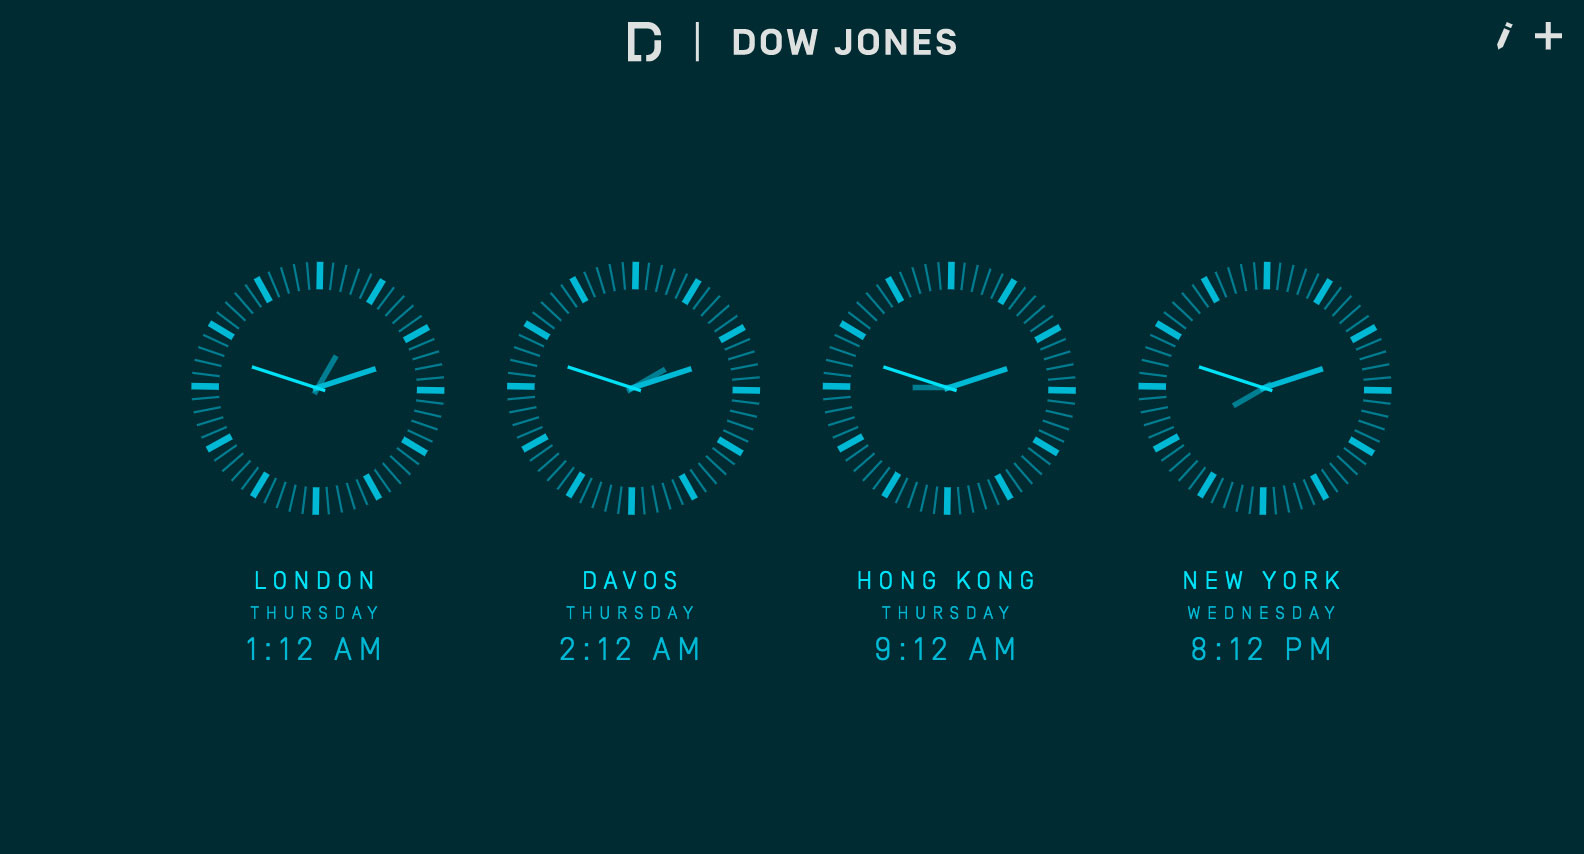 DOW JONES
LONDON
THURSDAY
1:12 AM
DAVOS
THURSDAY
2:12 AM
HONG KONG
THURSDAY
9:12 AM
NEW YORK
WEDNESDAY
8:12 PM